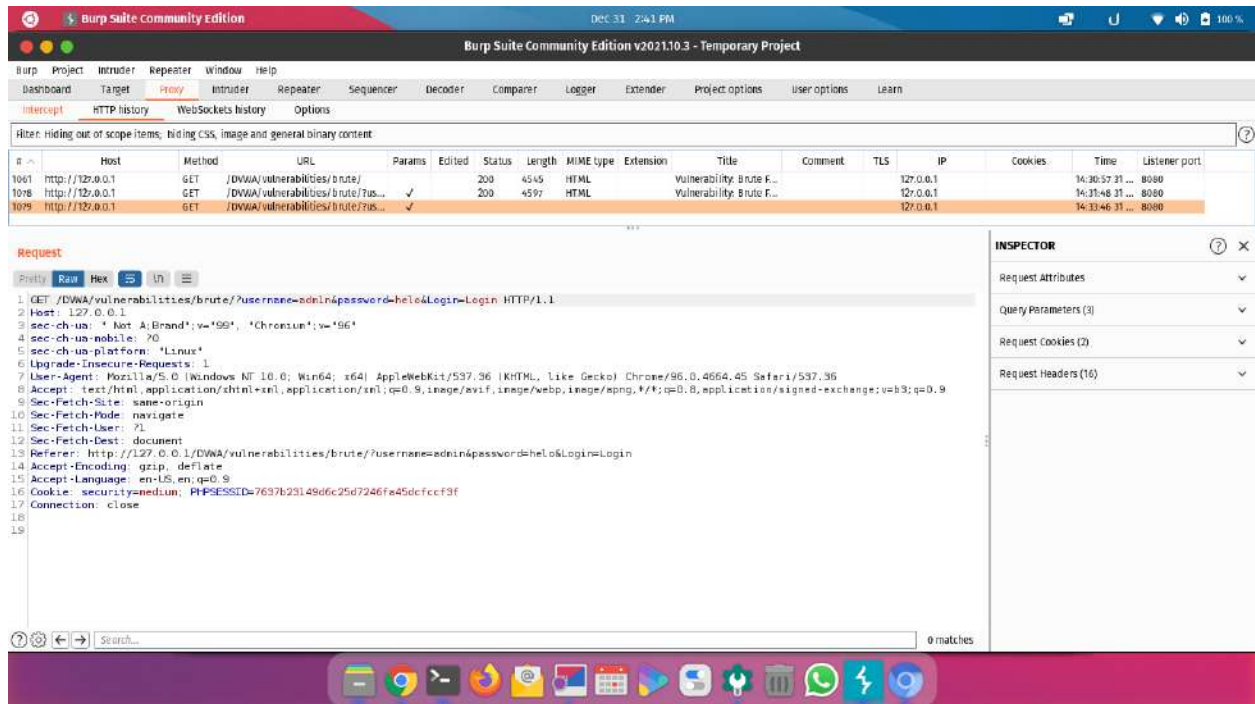 Burp Suite Community Edition Dec 31 2:41 PM 100 %
Burp Suite Community Edition v2021.10.3 - Temporary Project
Burp Project Intruder Repeater Window Help
Dashboard Target Proxy Intruder Repeater Sequencer Decoder Comparer Logger Extender Project options User options Learn
Intercept HTTP history WebSockets history Options
Filter: Hiding out of scope items; hiding CSS, image and general binary content
# Host Method URL Params Edited Status Length MIME type Extension Title Comment TLS IP Cookies Time Listener port
1061 http://127.0.0.1 GET /DVWA/vulnerabilities/brute/ 200 4545 HTML Vulnerability: Brute F... 127.0.0.1 14:30:57 31 ... 8080
1078 http://127.0.0.1 GET /DVWA/vulnerabilities/brute/?us... ✓ 200 4597 HTML Vulnerability: Brute F... 127.0.0.1 14:31:48 31 ... 8080
1079 http://127.0.0.1 GET /DVWA/vulnerabilities/brute/?us... ✓ 127.0.0.1 14:33:46 31 ... 8080
Request
Pretty Raw Hex \n
1 GET /DVWA/vulnerabilities/brute/?username=admin&password=helo&Login=Login HTTP/1.1
2 Host: 127.0.0.1
3 sec-ch-ua: " Not A;Brand";v="99", "Chromium";v="96"
4 sec-ch-ua-mobile: ?0
5 sec-ch-ua-platform: "Linux"
6 Upgrade-Insecure-Requests: 1
7 User-Agent: Mozilla/5.0 (Windows NT 10.0; Win64; x64) AppleWebKit/537.36 (KHTML, like Gecko) Chrome/96.0.4664.45 Safari/537.36
8 Accept: text/html,application/xhtml+xml,application/xml;q=0.9,image/avif,image/webp,image/apng,*/*;q=0.8,application/signed-exchange;v=b3;q=0.9
9 Sec-Fetch-Site: same-origin
10 Sec-Fetch-Mode: navigate
11 Sec-Fetch-User: ?1
12 Sec-Fetch-Dest: document
13 Referer: http://127.0.0.1/DVWA/vulnerabilities/brute/?username=admin&password=helo&Login=Login
14 Accept-Encoding: gzip, deflate
15 Accept-Language: en-US,en;q=0.9
16 Cookie: security=medium; PHPSESSID=7637b23149d6c25d7246fa45dcfccf3f
17 Connection: close
18
19
INSPECTOR
Request Attributes
Query Parameters (3)
Request Cookies (2)
Request Headers (16)
Search... 0 matches